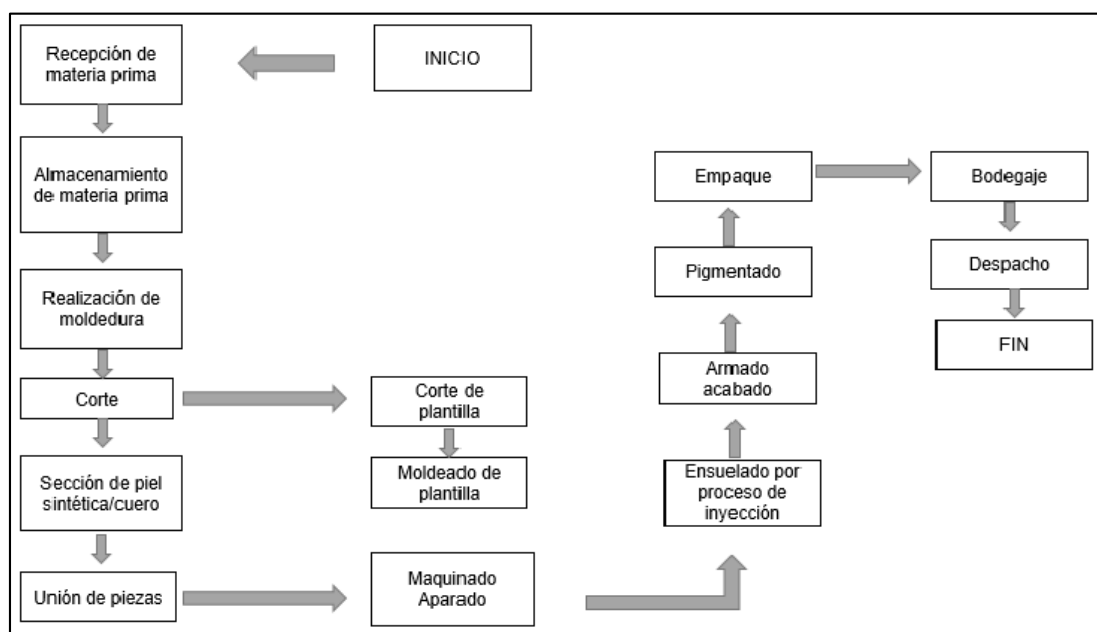 INICIO
Recepción de
materia prima
Almacenamiento
de materia prima
Realización de
moldedura
Corte
Corte de
plantilla
Moldeado de
plantilla
Sección de piel
sintética/cuero
Unión de piezas
Maquinado
Aparado
Ensuelado por
proceso de
inyección
Armado
acabado
Pigmentado
Empaque
Bodegaje
Despacho
FIN